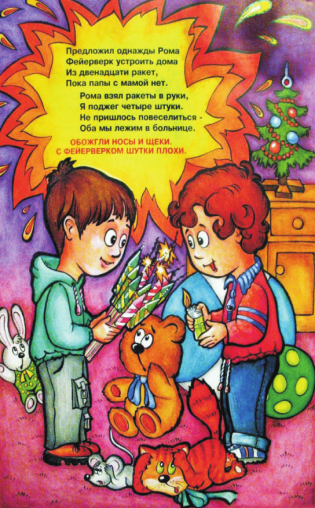 Предложил однажды Рома
Фейерверк устроить дома
Из двенадцати ракет,
Пока папы с мамой нет.
Рома взял ракеты в руки,
Я поджег четыре штуки.
Не пришлось повеселиться -
Оба мы лежим в больнице.
ОБОЖГЛИ НОСЫ И ЩЕКИ.
С ФЕЙЕРВЕРКОМ ШУТКИ ПЛОХИ.